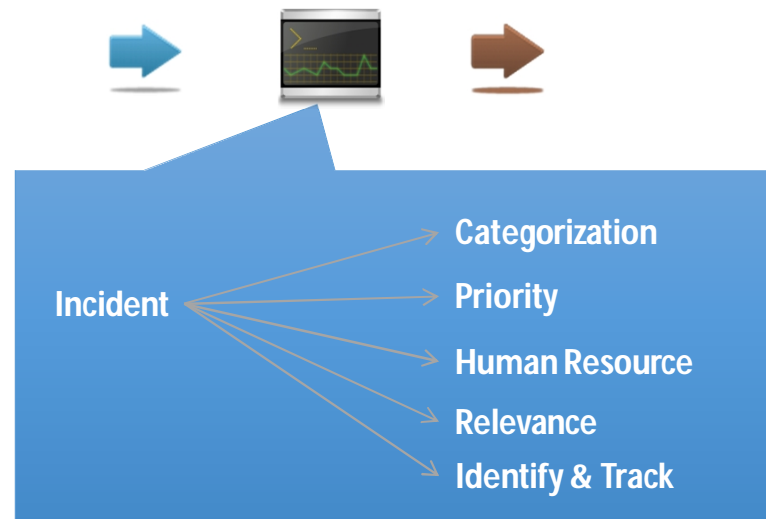 >_
Categorization
Incident
Priority
Human Resource
Relevance
Identify & Track